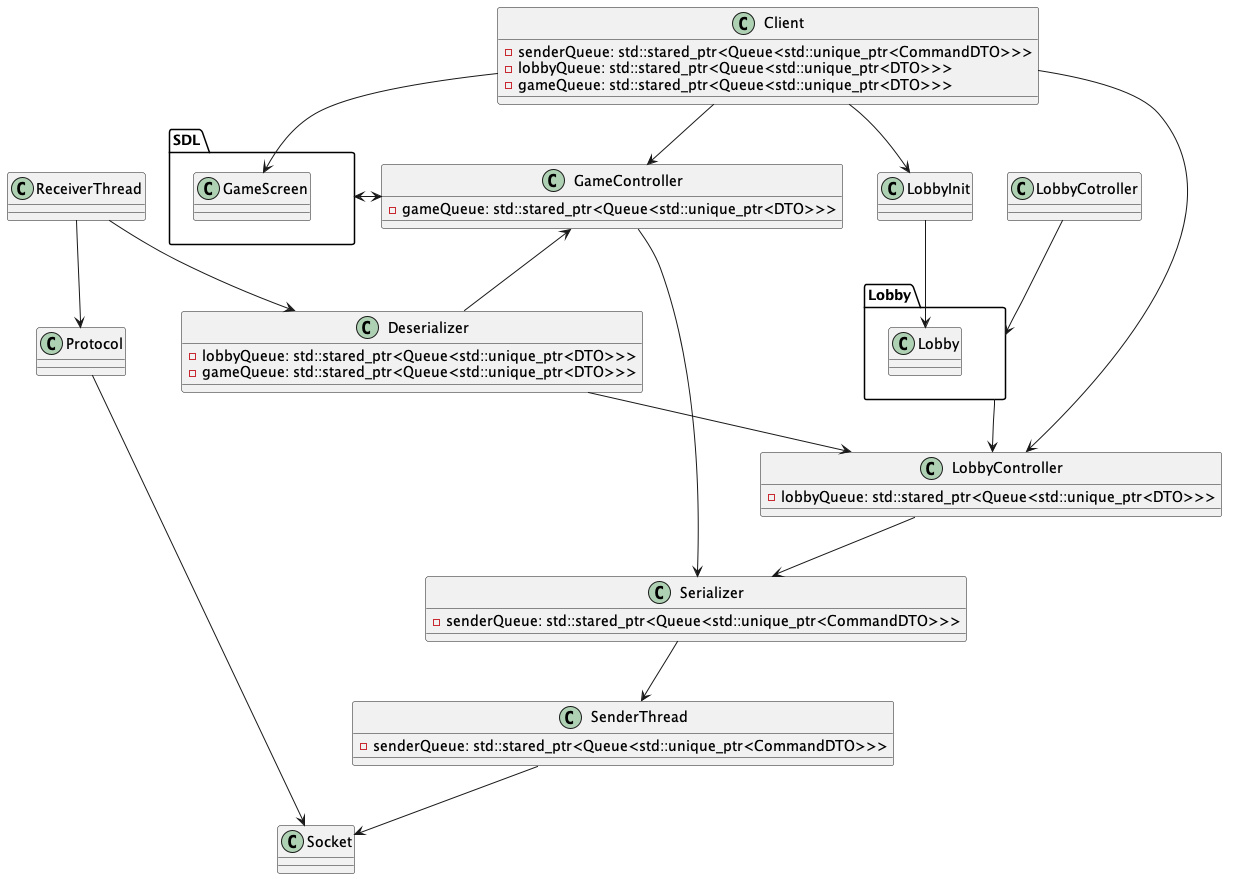 C Client
senderQueue: std::stared_ptr<Queue<std::unique_ptr<CommandDTO>>>
lobbyQueue: std::stared_ptr<Queue<std::unique_ptr<DTO>>>
gameQueue: std::stared_ptr<Queue<std::unique_ptr<DTO>>>
SDL
C ReceiverThread
C GameScreen
C GameController
gameQueue: std::stared_ptr<Queue<std::unique_ptr<DTO>>>
C LobbyInit
C LobbyCotroller
Lobby
C Protocol
C Deserializer
lobbyQueue: std::stared_ptr<Queue<std::unique_ptr<DTO>>>
gameQueue: std::stared_ptr<Queue<std::unique_ptr<DTO>>>
C Lobby
C LobbyController
lobbyQueue: std::stared_ptr<Queue<std::unique_ptr<DTO>>>
C Serializer
senderQueue: std::stared_ptr<Queue<std::unique_ptr<CommandDTO>>>
C SenderThread
senderQueue: std::stared_ptr<Queue<std::unique_ptr<CommandDTO>>>
C Socket